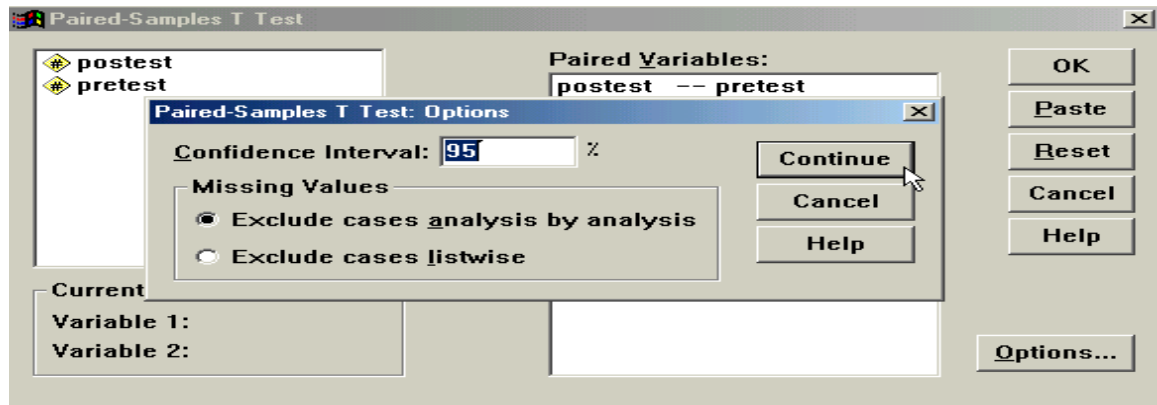 Paired-Samples T Test
# postest
# pretest
Paired Variables:
postest -- pretest
OK
Paste
Reset
Cancel
Help
Options...
Paired-Samples T Test: Options
Confidence Interval: 95 %
Missing Values
Exclude cases analysis by analysis
Exclude cases listwise
Continue
Cancel
Help
Current
Variable 1:
Variable 2: